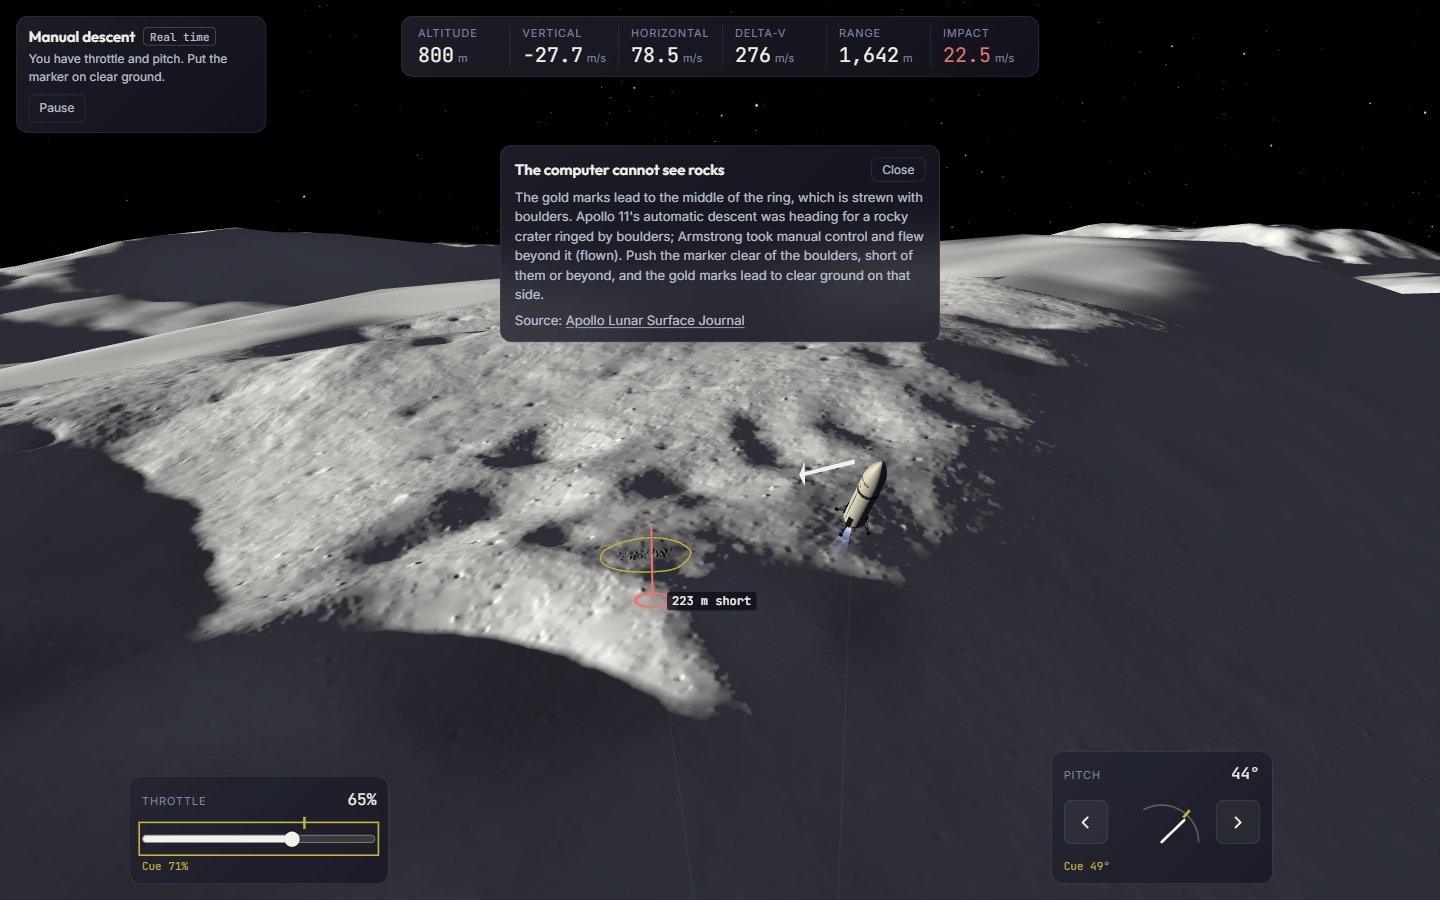 Manual descent Real time
You have throttle and pitch. Put the
marker on clear ground.
Pause
ALTITUDE VERTICAL HORIZONTAL DELTA-V RANGE IMPACT
800 m -27.7 m/s 78.5 m/s 276 m/s 1,642 m 22.5 m/s
The computer cannot see rocks Close
The gold marks lead to the middle of the ring, which is strewn with
boulders. Apollo 11's automatic descent was heading for a rocky
crater ringed by boulders; Armstrong took manual control and flew
beyond it (flown). Push the marker clear of the boulders, short of
them or beyond, and the gold marks lead to clear ground on that
side.
Source: Apollo Lunar Surface Journal
223 m short
THROTTLE 65%
Cue 71%
PITCH 44°
Cue 49°